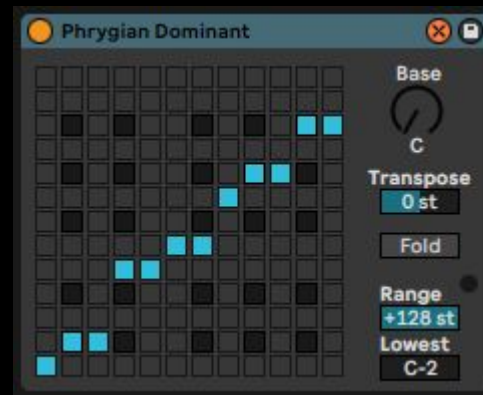 Phrygian Dominant
Base
C
Transpose
0 st
Fold
Range
+128 st
Lowest
C-2